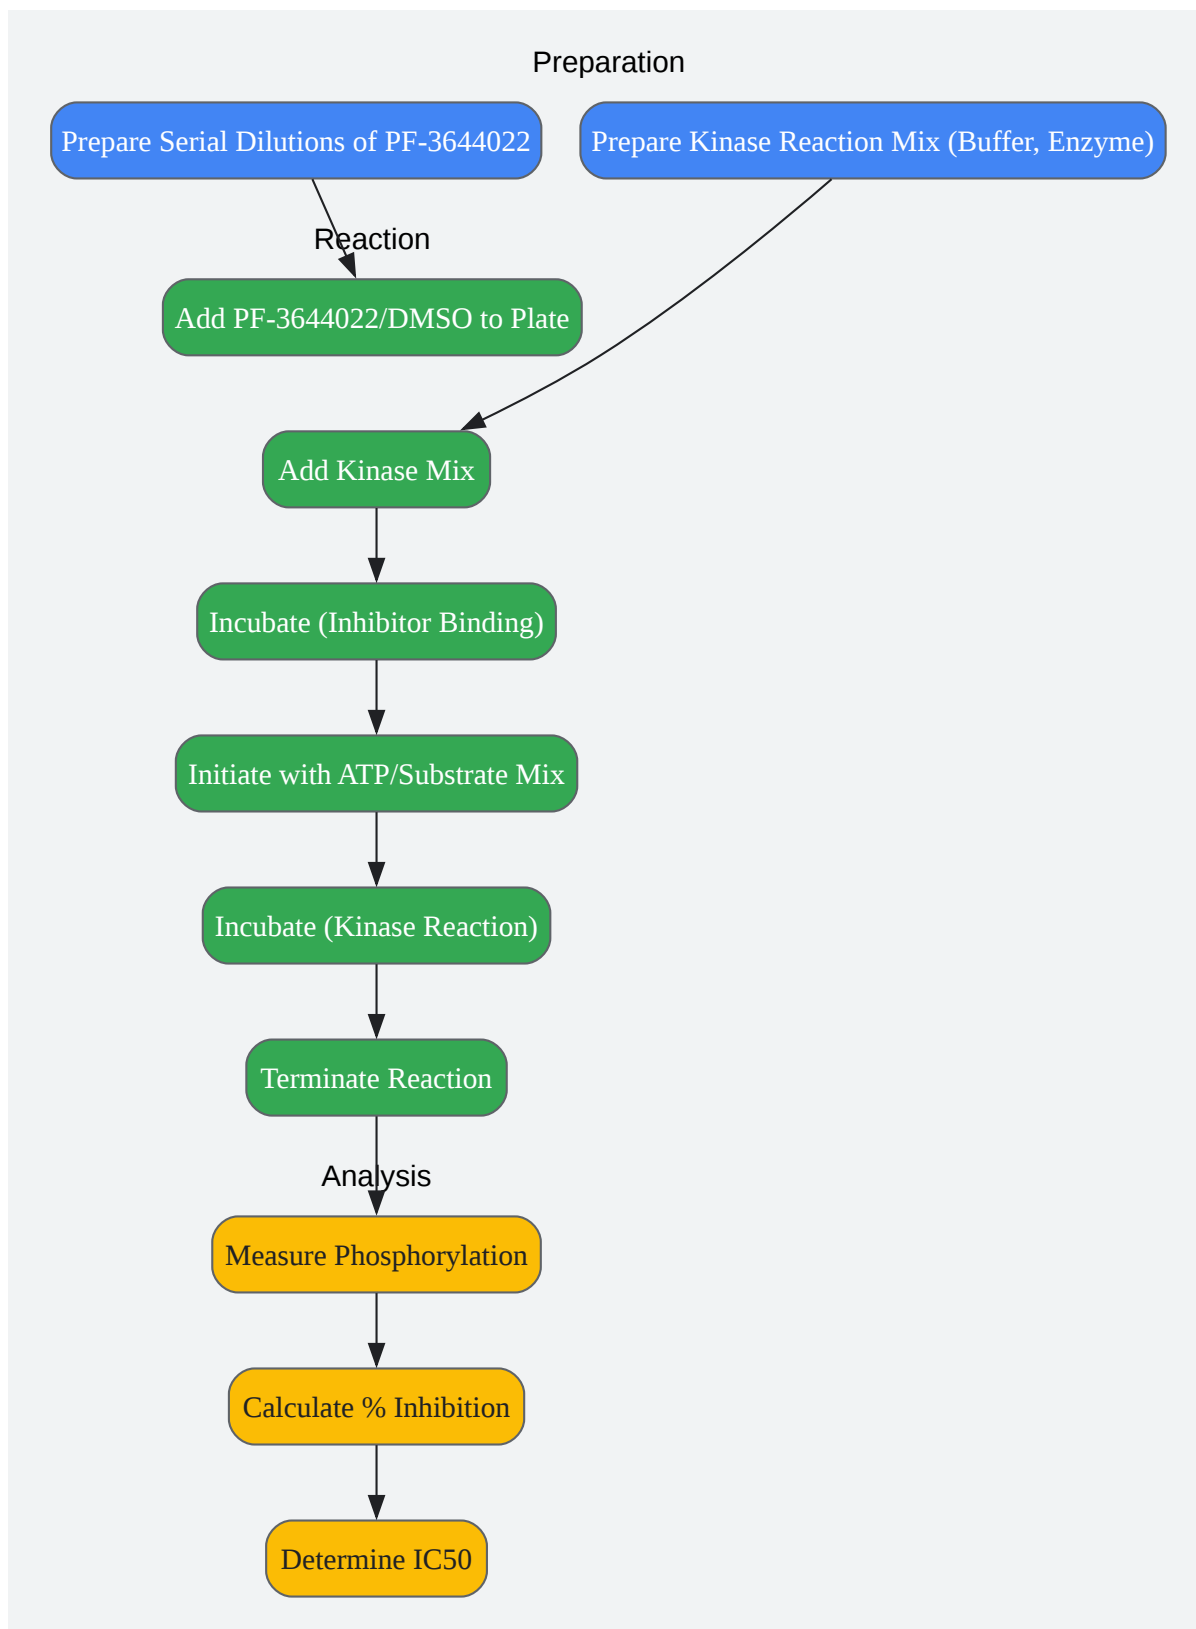 Preparation
Prepare Serial Dilutions of PF-3644022
Prepare Kinase Reaction Mix (Buffer, Enzyme)
Reaction
Add PF-3644022/DMSO to Plate
Add Kinase Mix
Incubate (Inhibitor Binding)
Initiate with ATP/Substrate Mix
Incubate (Kinase Reaction)
Terminate Reaction
Analysis
Measure Phosphorylation
Calculate % Inhibition
Determine IC50